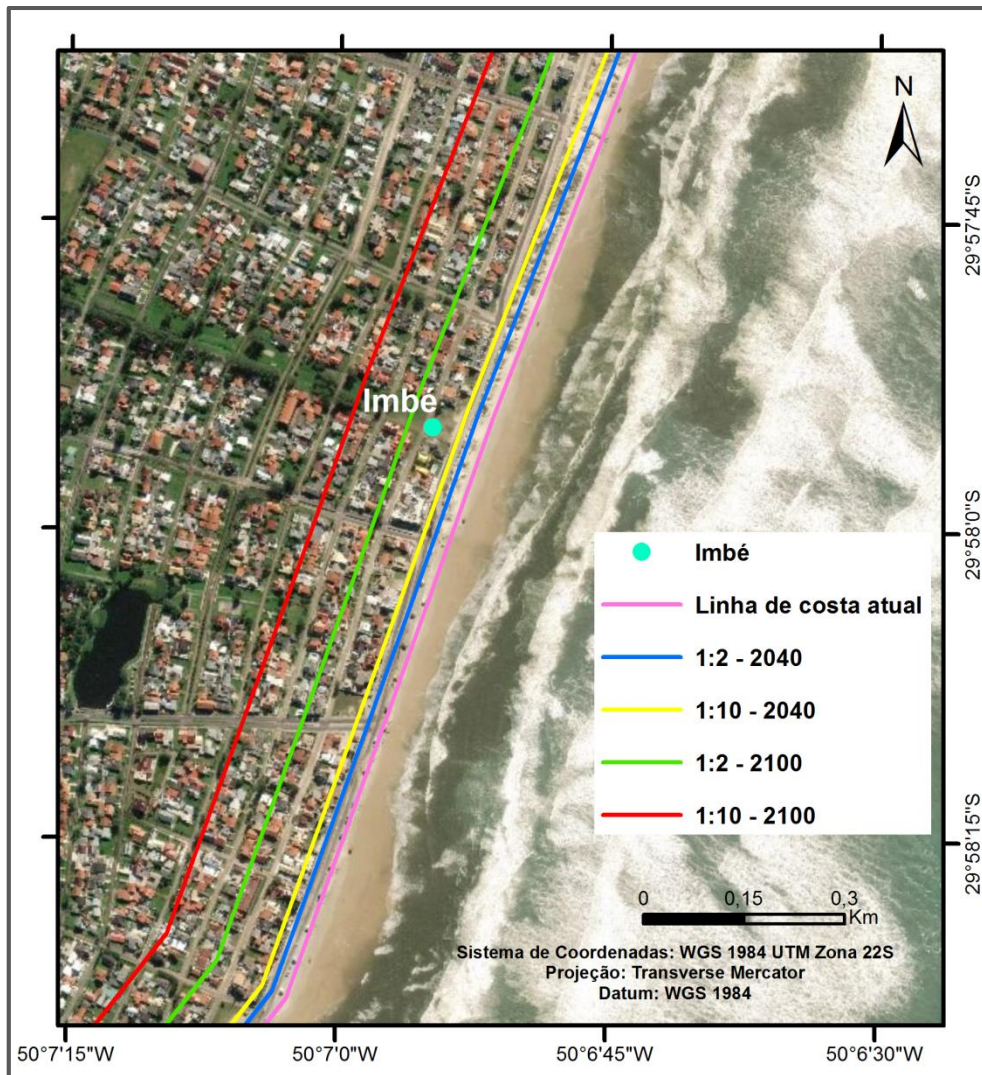 N
29°57'45"S
Imbé
29°58'0"S
Imbé
Linha de costa atual
1:2 - 2040
1:10 - 2040
1:2 - 2100
1:10 - 2100
29°58'15"S
0 0,15 0,3
Km
Sistema de Coordenadas: WGS 1984 UTM Zona 22S
Projeção: Transverse Mercator
Datum: WGS 1984
50°7'15"W 50°7'0"W 50°6'45"W 50°6'30"W